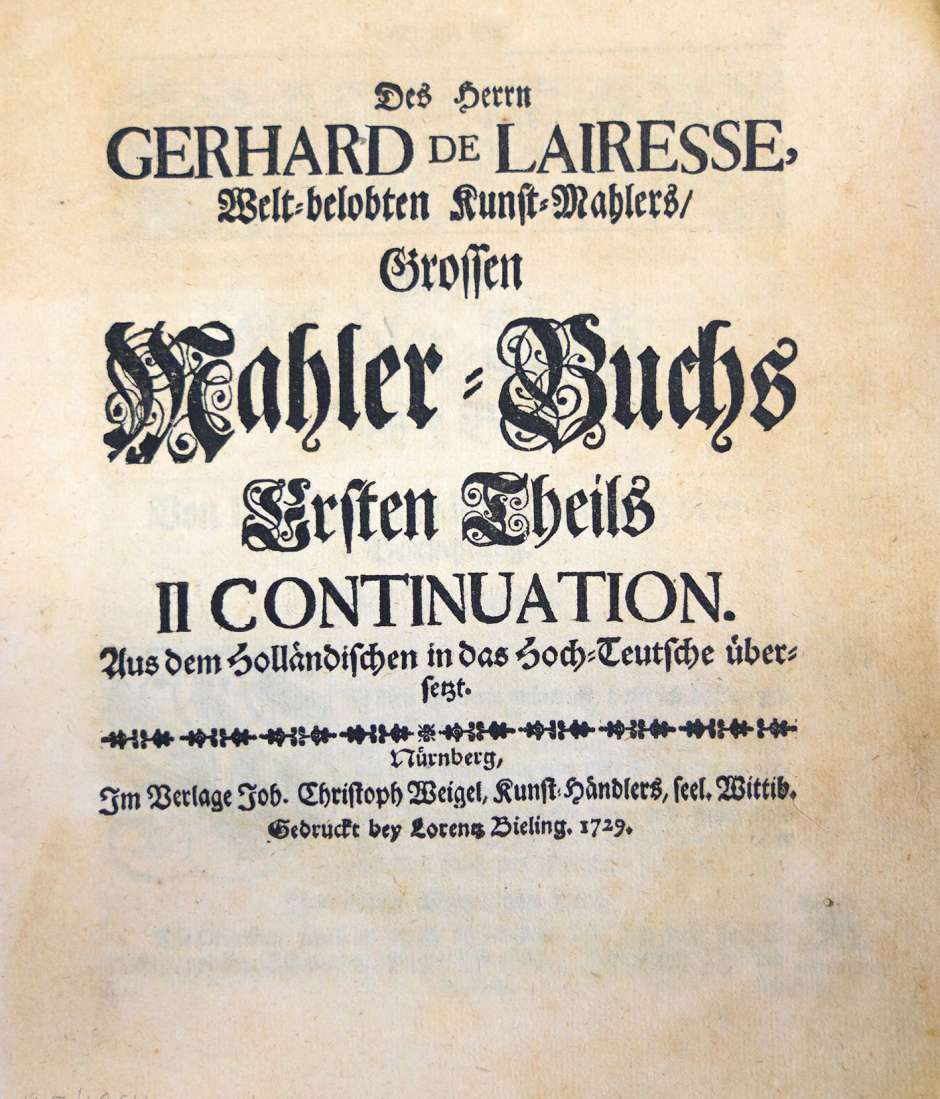 Des Herrn
GERHARD DE LAIRESSE,
Welt-belobten Kunst-Mahlers/
Grossen
Mahler-Buchs
Ersten Theils
II CONTINUATION.
Aus dem Holländischen in das Hoch-Teutsche über-
setzt.
Nürnberg,
Im Verlage Joh. Christoph Weigel, Kunst-Händlers, seel. Wittib.
Gedruckt bey Lorentz Bieling. 1729.